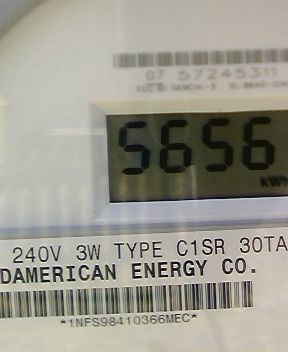 07 57245311
5656
kWh
240V 3W TYPE C1SR 30TA
DAMERICAN ENERGY CO.
*1NFS98410366MEC*